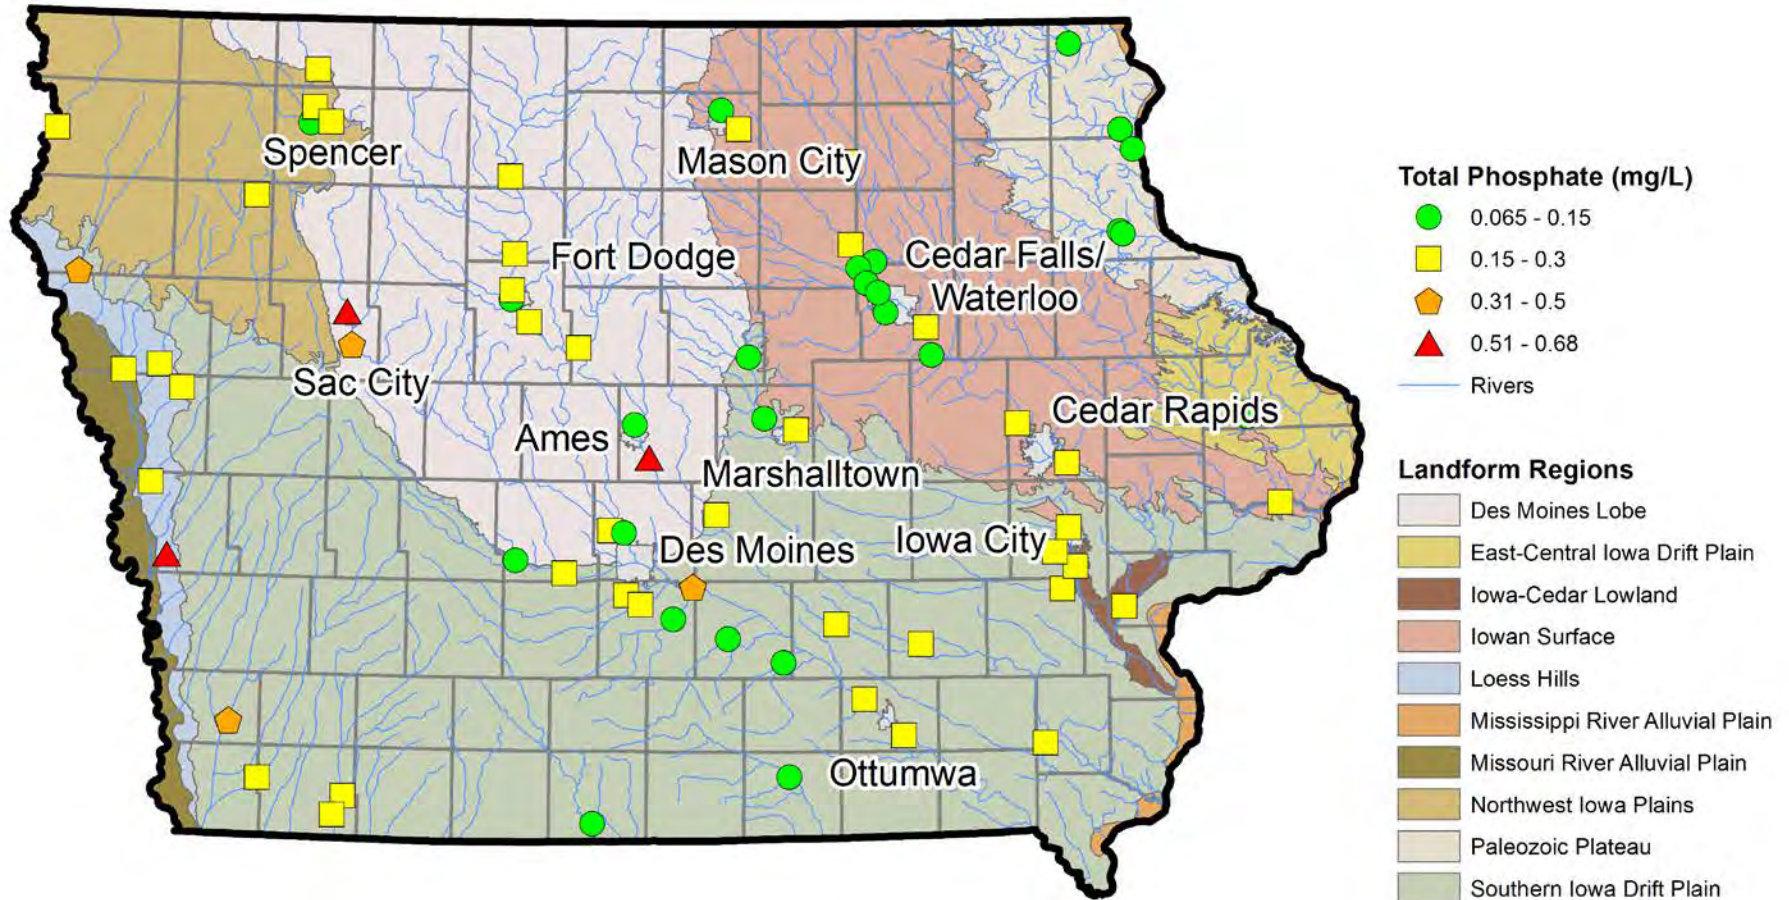 Spencer
Mason City
Fort Dodge
Cedar Falls/
Waterloo
Sac City
Cedar Rapids
Ames
Marshalltown
Des Moines
Iowa City
Ottumwa
Total Phosphate (mg/L)
0.065 - 0.15
0.15 - 0.3
0.31 - 0.5
0.51 - 0.68
Rivers
Landform Regions
Des Moines Lobe
East-Central Iowa Drift Plain
Iowa-Cedar Lowland
Iowan Surface
Loess Hills
Mississippi River Alluvial Plain
Missouri River Alluvial Plain
Northwest Iowa Plains
Paleozoic Plateau
Southern Iowa Drift Plain